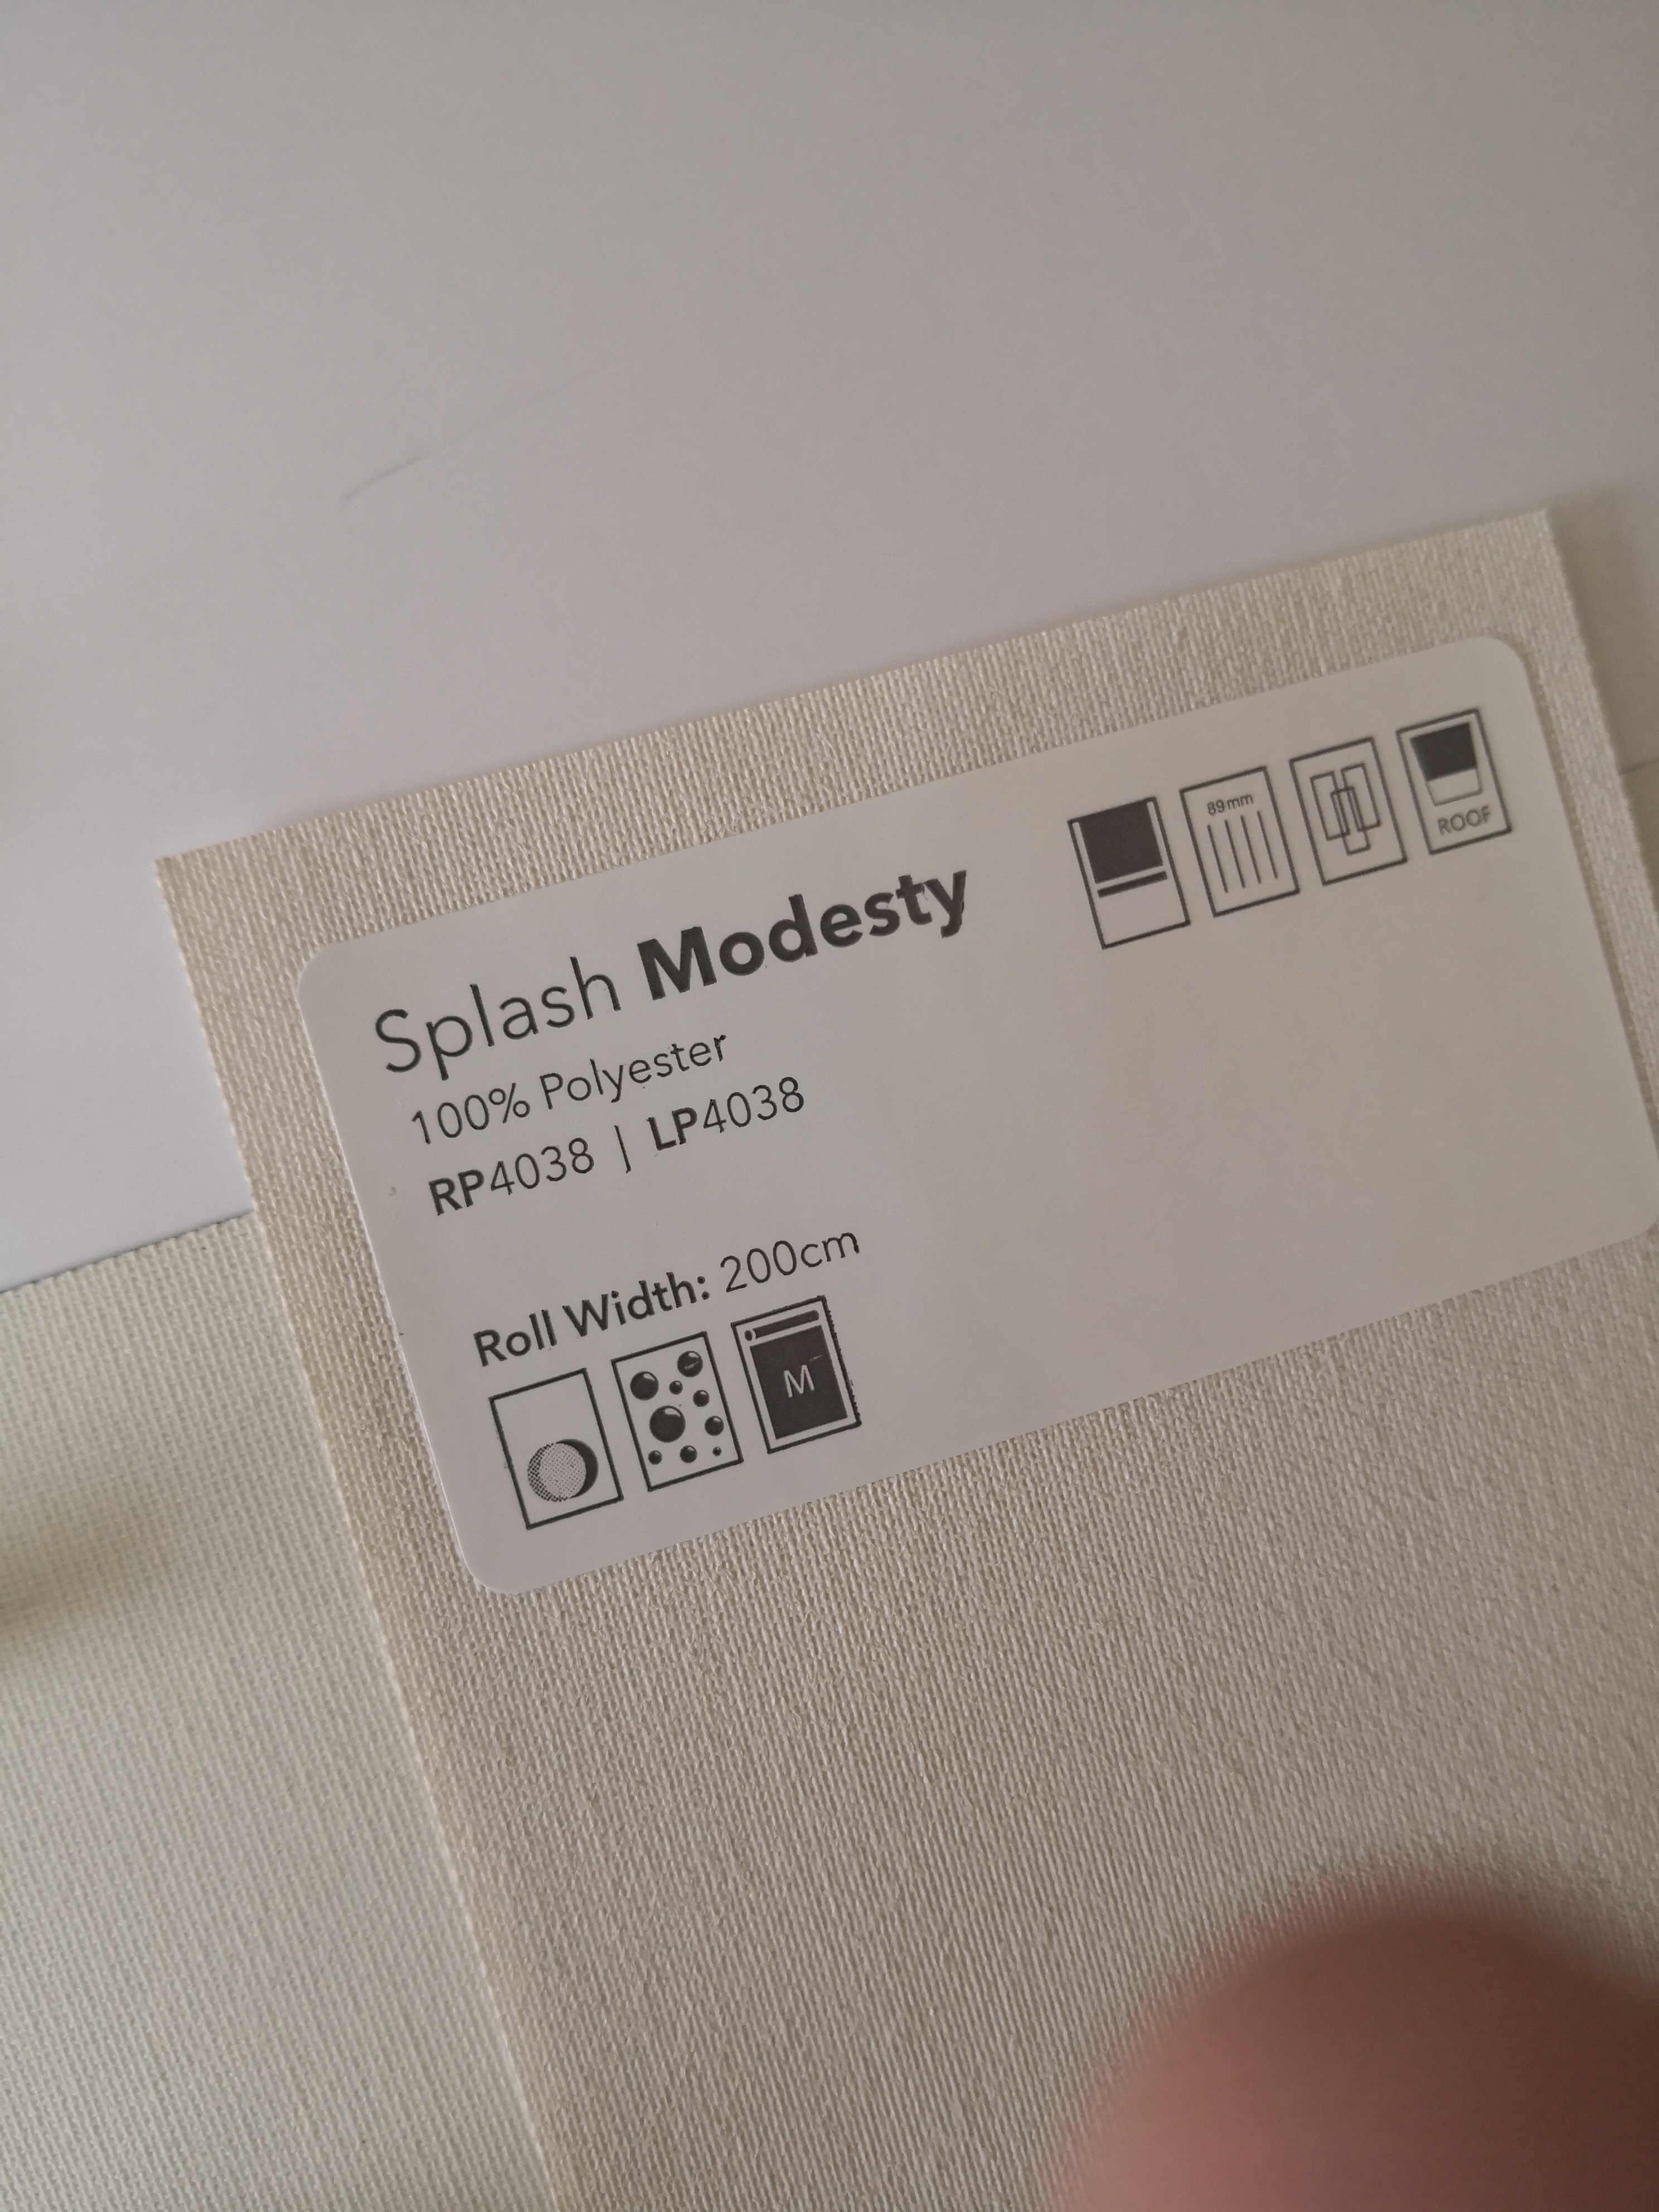 Splash Modesty
100% Polyester
RP4038 | LP4038
Roll Width: 200cm
M
89mm
ROOF